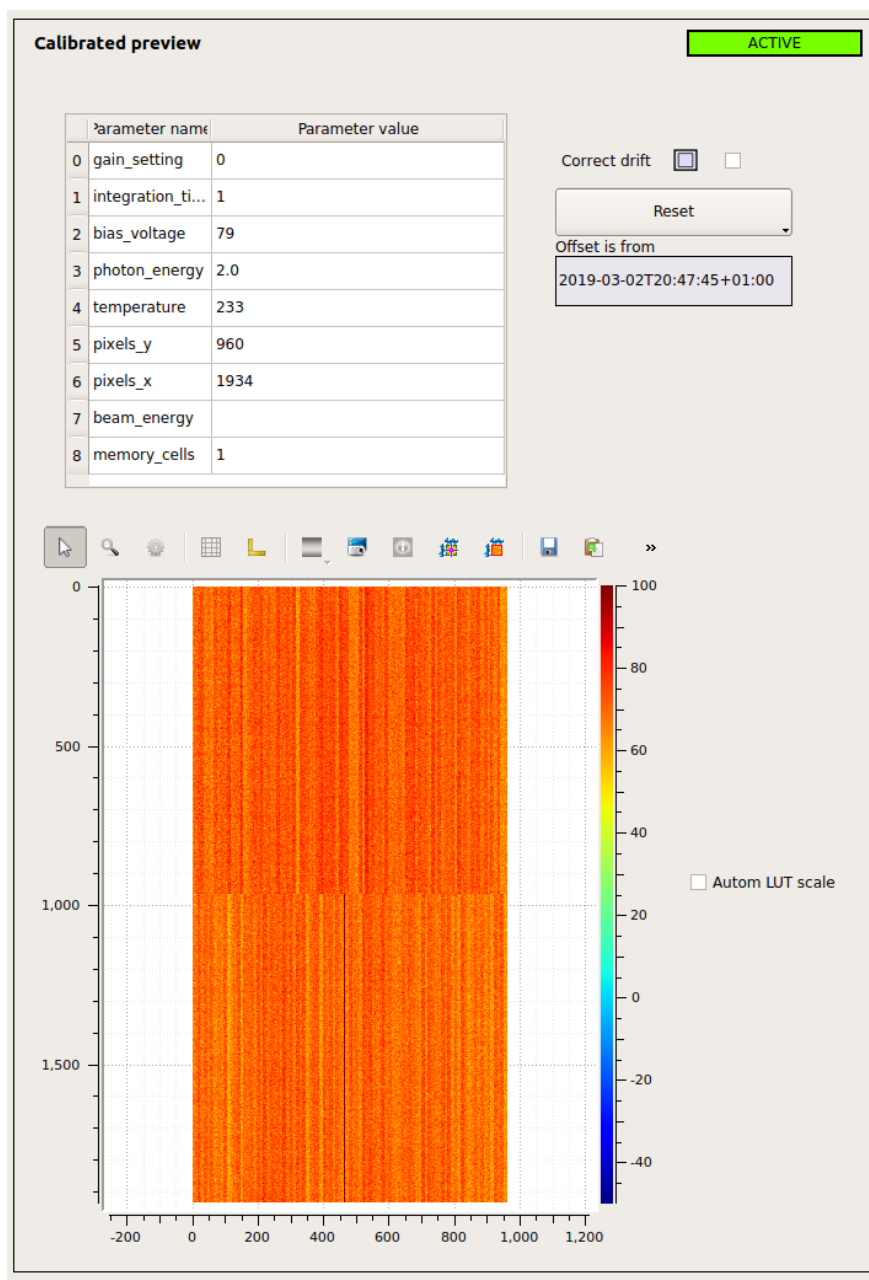 Calibrated preview
ACTIVE
Parameter name Parameter value
0 gain_setting 0
1 integration_ti... 1
2 bias_voltage 79
3 photon_energy 2.0
4 temperature 233
5 pixels_y 960
6 pixels_x 1934
7 beam_energy
8 memory_cells 1
Correct drift
Reset
Offset is from
2019-03-02T20:47:45+01:00
»
0
500
1,000
1,500
-200 0 200 400 600 800 1,000 1,200
100
80
60
40
20
0
-20
-40
Autom LUT scale